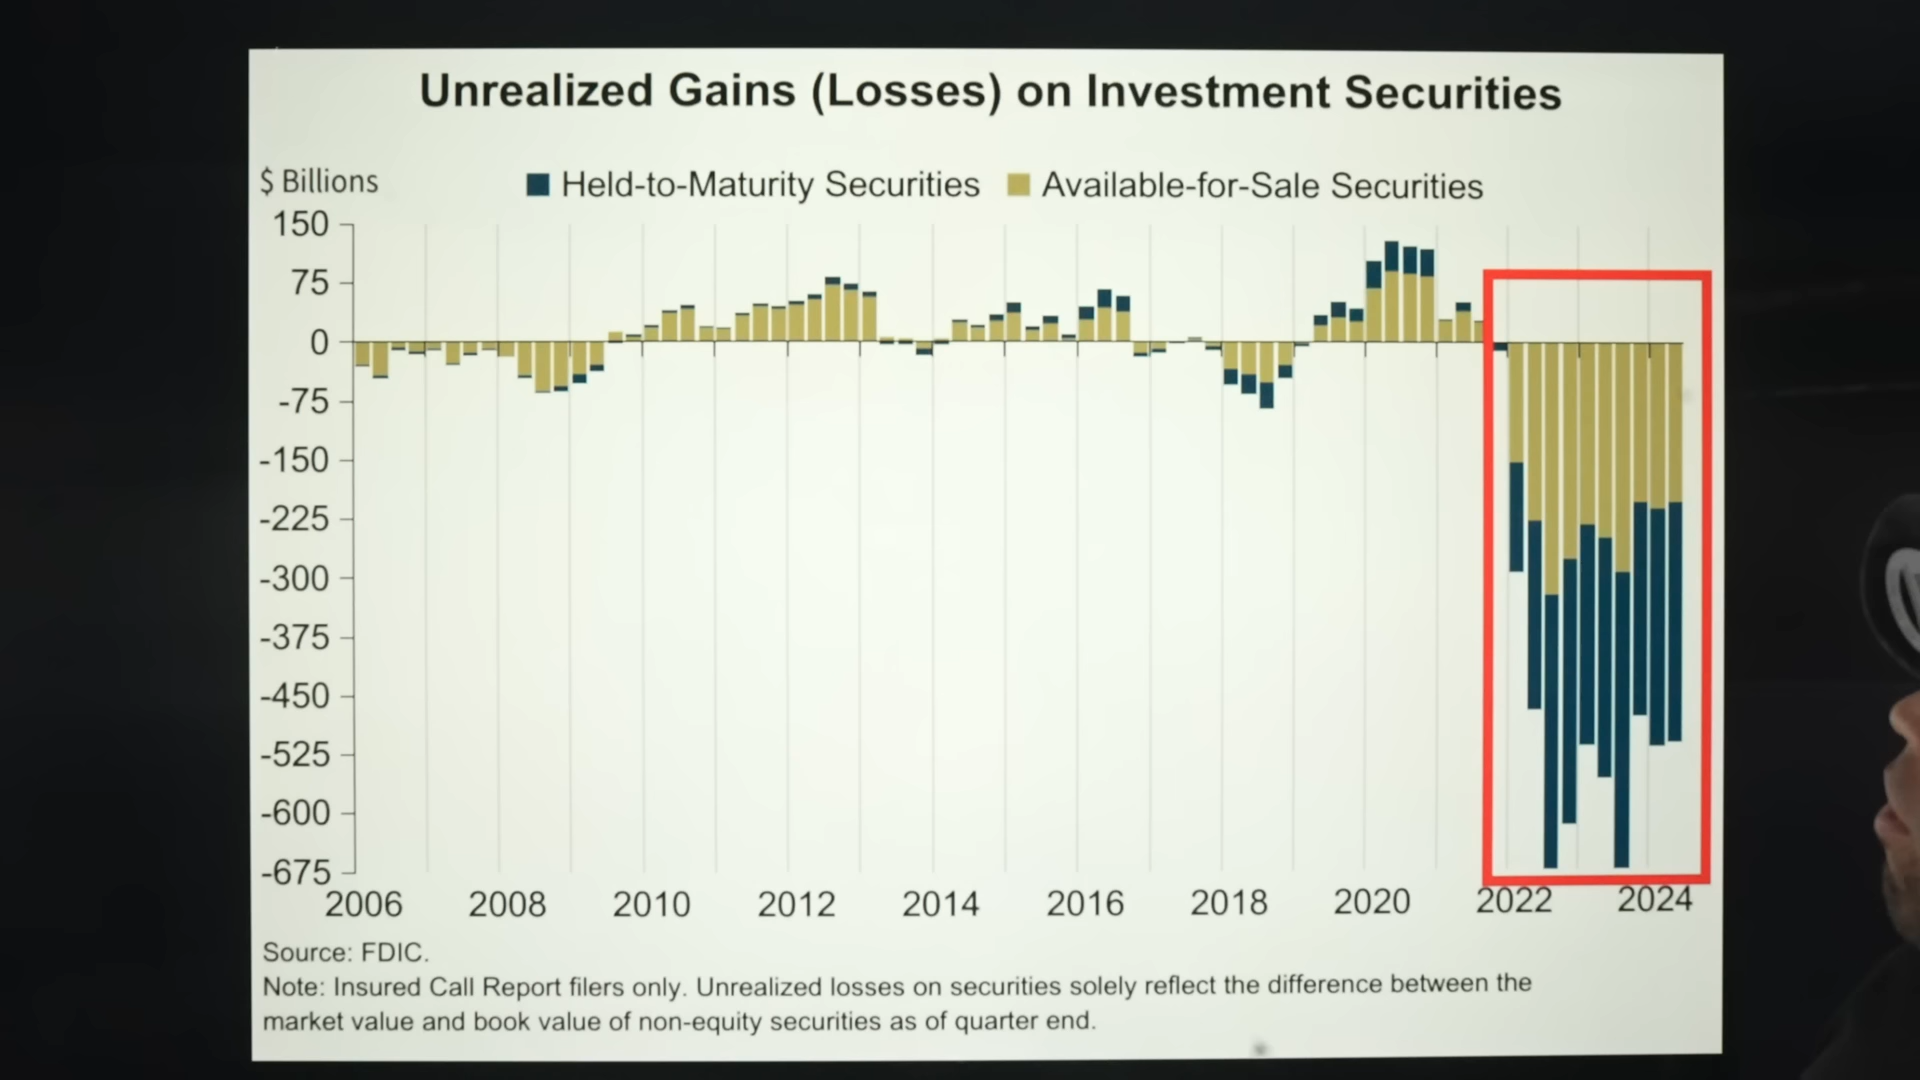 Unrealized Gains (Losses) on Investment Securities
$ Billions
Held-to-Maturity Securities
Available-for-Sale Securities
150
75
0
-75
-150
-225
-300
-375
-450
-525
-600
-675
2006 2008 2010 2012 2014 2016 2018 2020 2022 2024
Source: FDIC.
Note: Insured Call Report filers only. Unrealized losses on securities solely reflect the difference between the
market value and book value of non-equity securities as of quarter end.